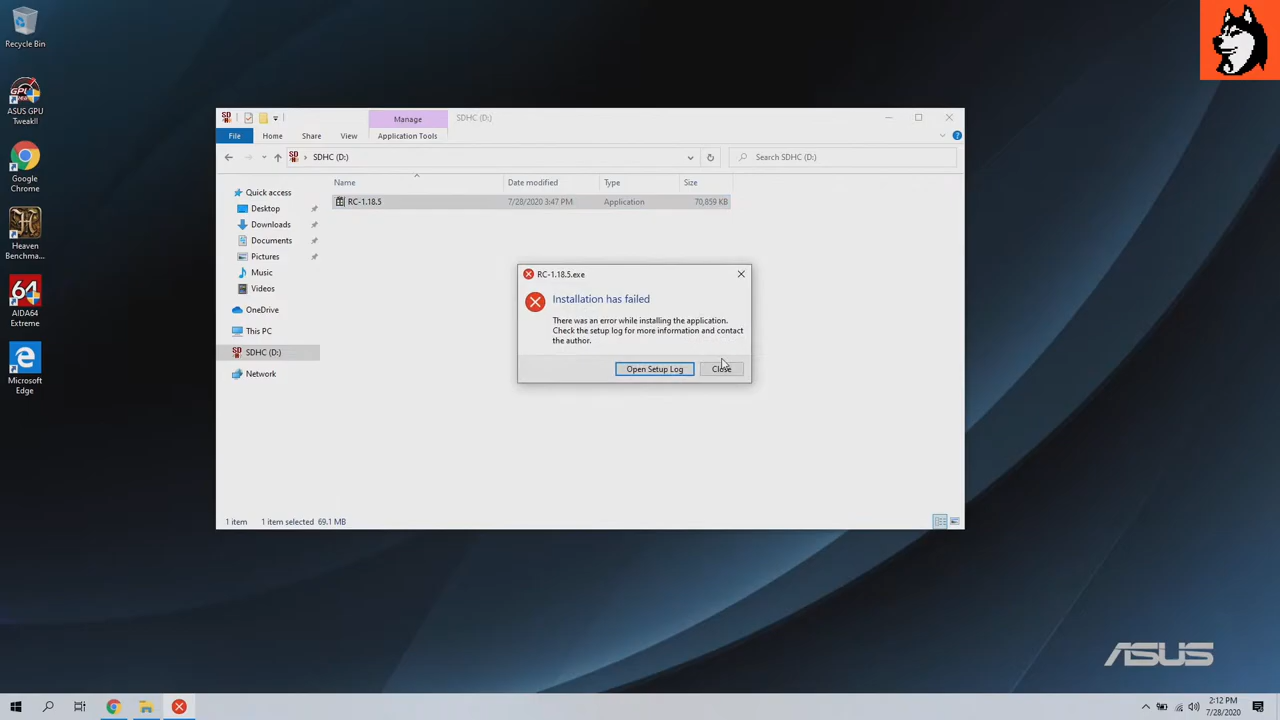 Recycle Bin
ASUS GPU
TweakII
Google
Chrome
Heaven
Benchmar...
64
AIDA64
Extreme
Microsoft
Edge
Manage
SDHC (D:)
File
Home
Share
View
Application Tools
SDHC (D:)
Search SDHC (D:)
Name
Date modified
Type
Size
Quick access
Desktop
Downloads
Documents
Pictures
Music
Videos
OneDrive
This PC
SDHC (D:)
Network
RC-1.18.5
7/28/2020 3:47 PM
Application
70,859 KB
RC-1.18.5.exe
Installation has failed
There was an error while installing the application.
Check the setup log for more information and contact
the author.
Open Setup Log
Close
1 item
1 item selected 69.1 MB
ASUS
2:12 PM
7/28/2020